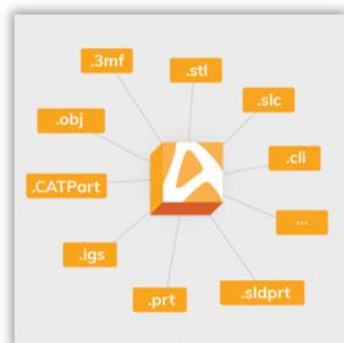 .3mf
.stl
.slc
.obj
.cli
.CATPart
...
.igs
.sldprt
.prt